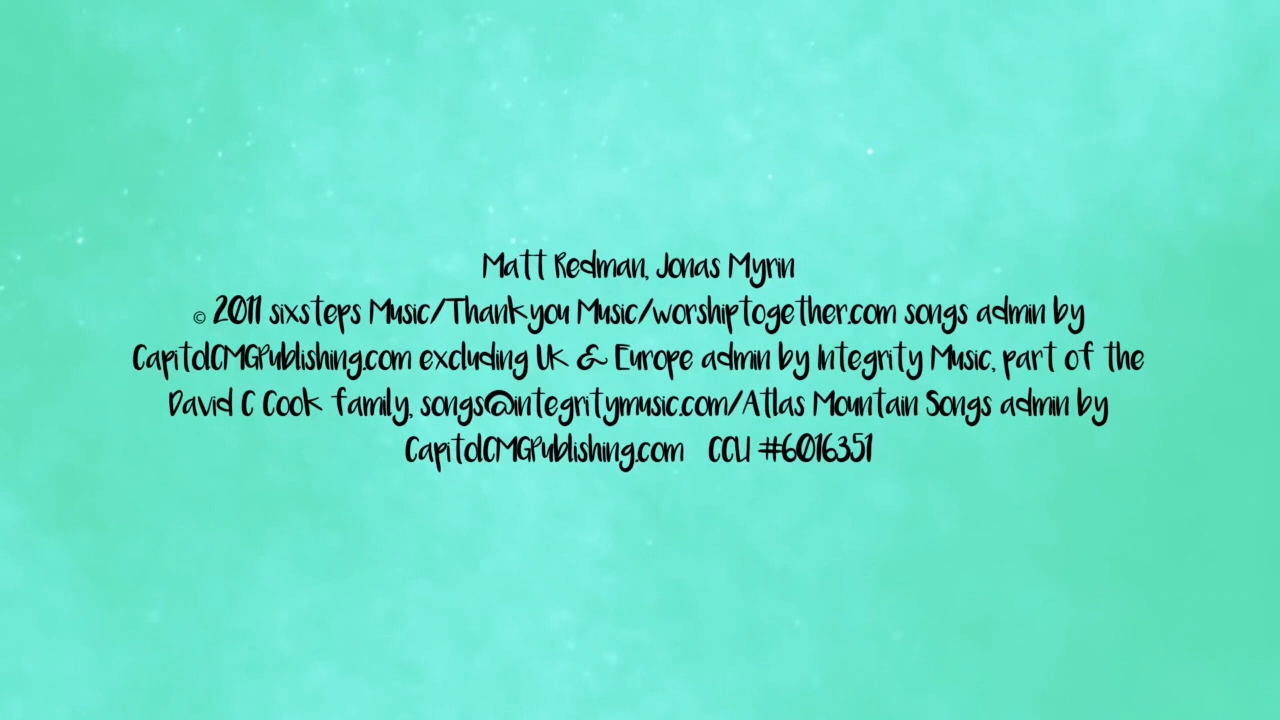 Matt Redman, Jonas Myrin
© 2011 sixsteps Music/Thankyou Music/worshiptogether.com songs admin by
CapitolCMGPublishing.com excluding UK & Europe admin by Integrity Music, part of the
David C Cook family, songs@integritymusic.com/Atlas Mountain Songs admin by
CapitolCMGPublishing.com CCLI #6016351